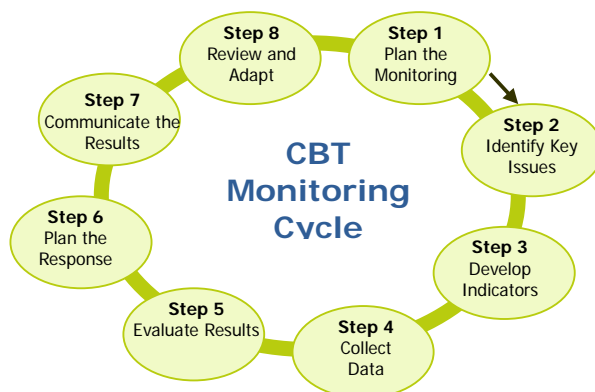 Step 1
Plan the
Monitoring
Step 2
Identify Key
Issues
Step 3
Develop
Indicators
Step 4
Collect
Data
Step 5
Evaluate Results
Step 6
Plan the
Response
Step 7
Communicate the
Results
Step 8
Review and
Adapt
CBT
Monitoring
Cycle